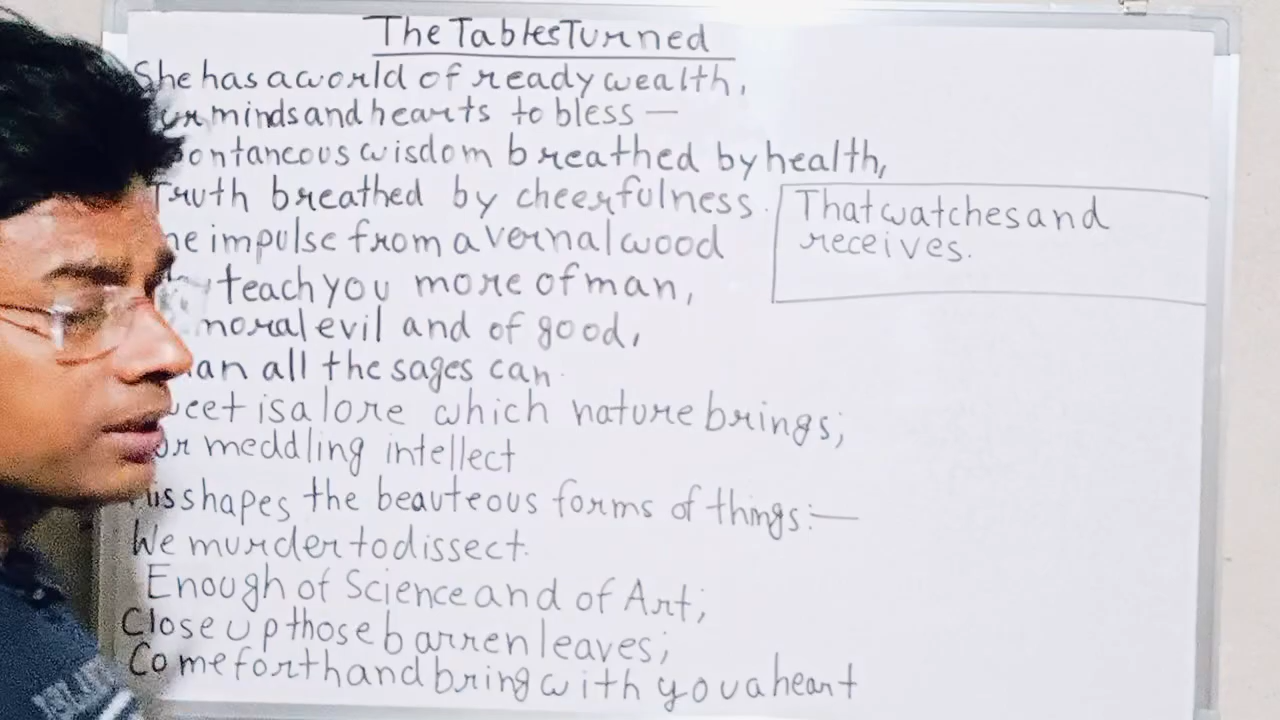 The Tables Turned
She has a world of ready wealth,
minds and hearts to bless —
wisdom breathed by health,
Truth breathed by cheerfulness.
impulse from a vernal wood
teach you more of man,
moral evil and of good,
all the sages can.
is a lore which nature brings;
meddling intellect
Misshapes the beauteous forms of things:—
We murder to dissect.
Enough of Science and of Art;
Close up those barren leaves;
Come forth and bring with you a heart
That watches and
receives.